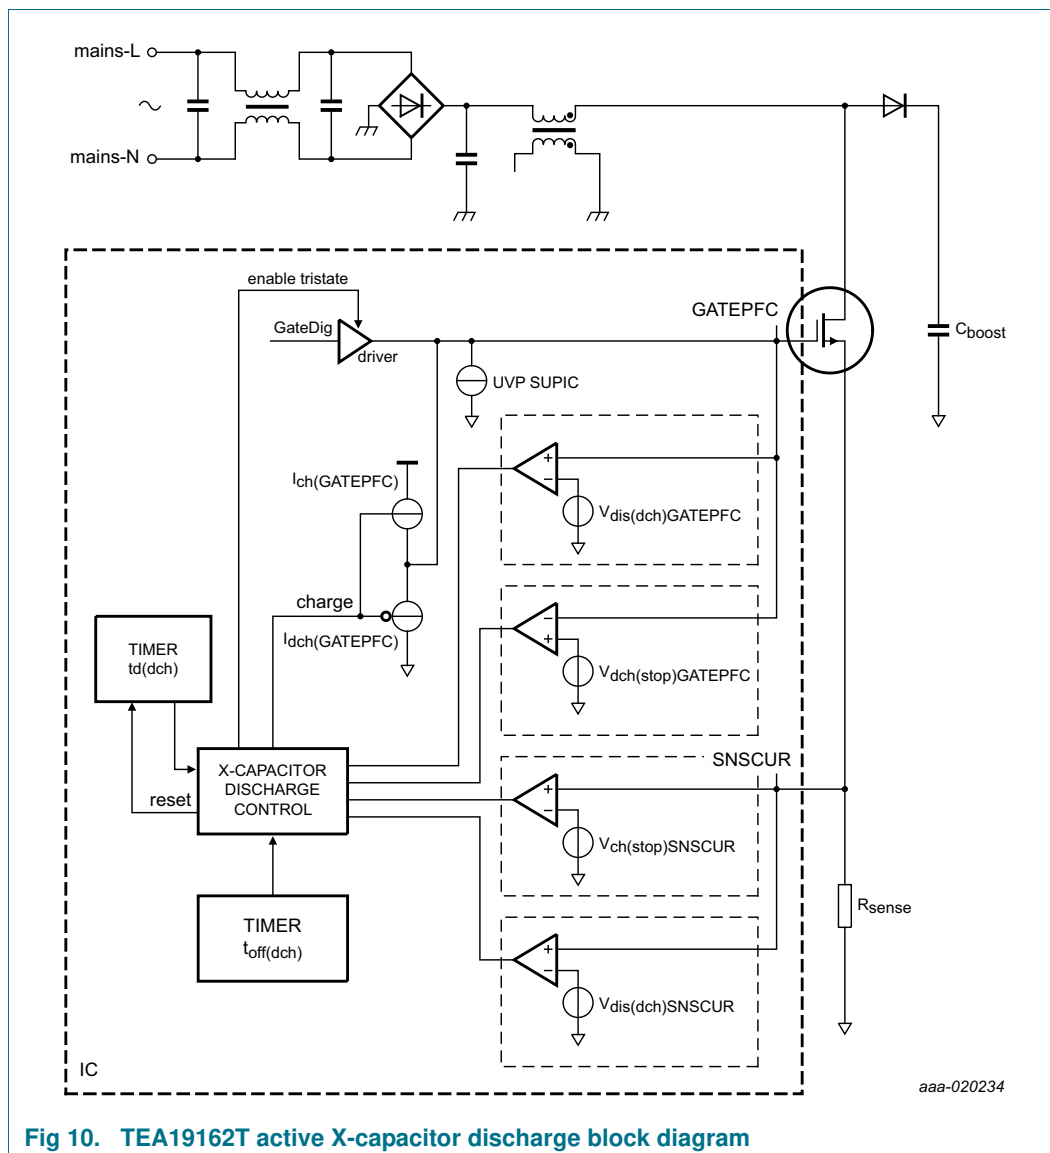 mains-L
mains-N
enable tristate
GATEPFC
GateDig
driver
Cboost
UVP SUPIC
Ich(GATEPFC)
Vdis(dch)GATEPFC
charge
Idch(GATEPFC)
TIMER
td(dch)
Vdch(stop)GATEPFC
SNSCUR
X-CAPACITOR
DISCHARGE
CONTROL
reset
Vch(stop)SNSCUR
Rsense
TIMER
toff(dch)
Vdis(dch)SNSCUR
IC
aaa-020234
Fig 10. TEA19162T active X-capacitor discharge block diagram